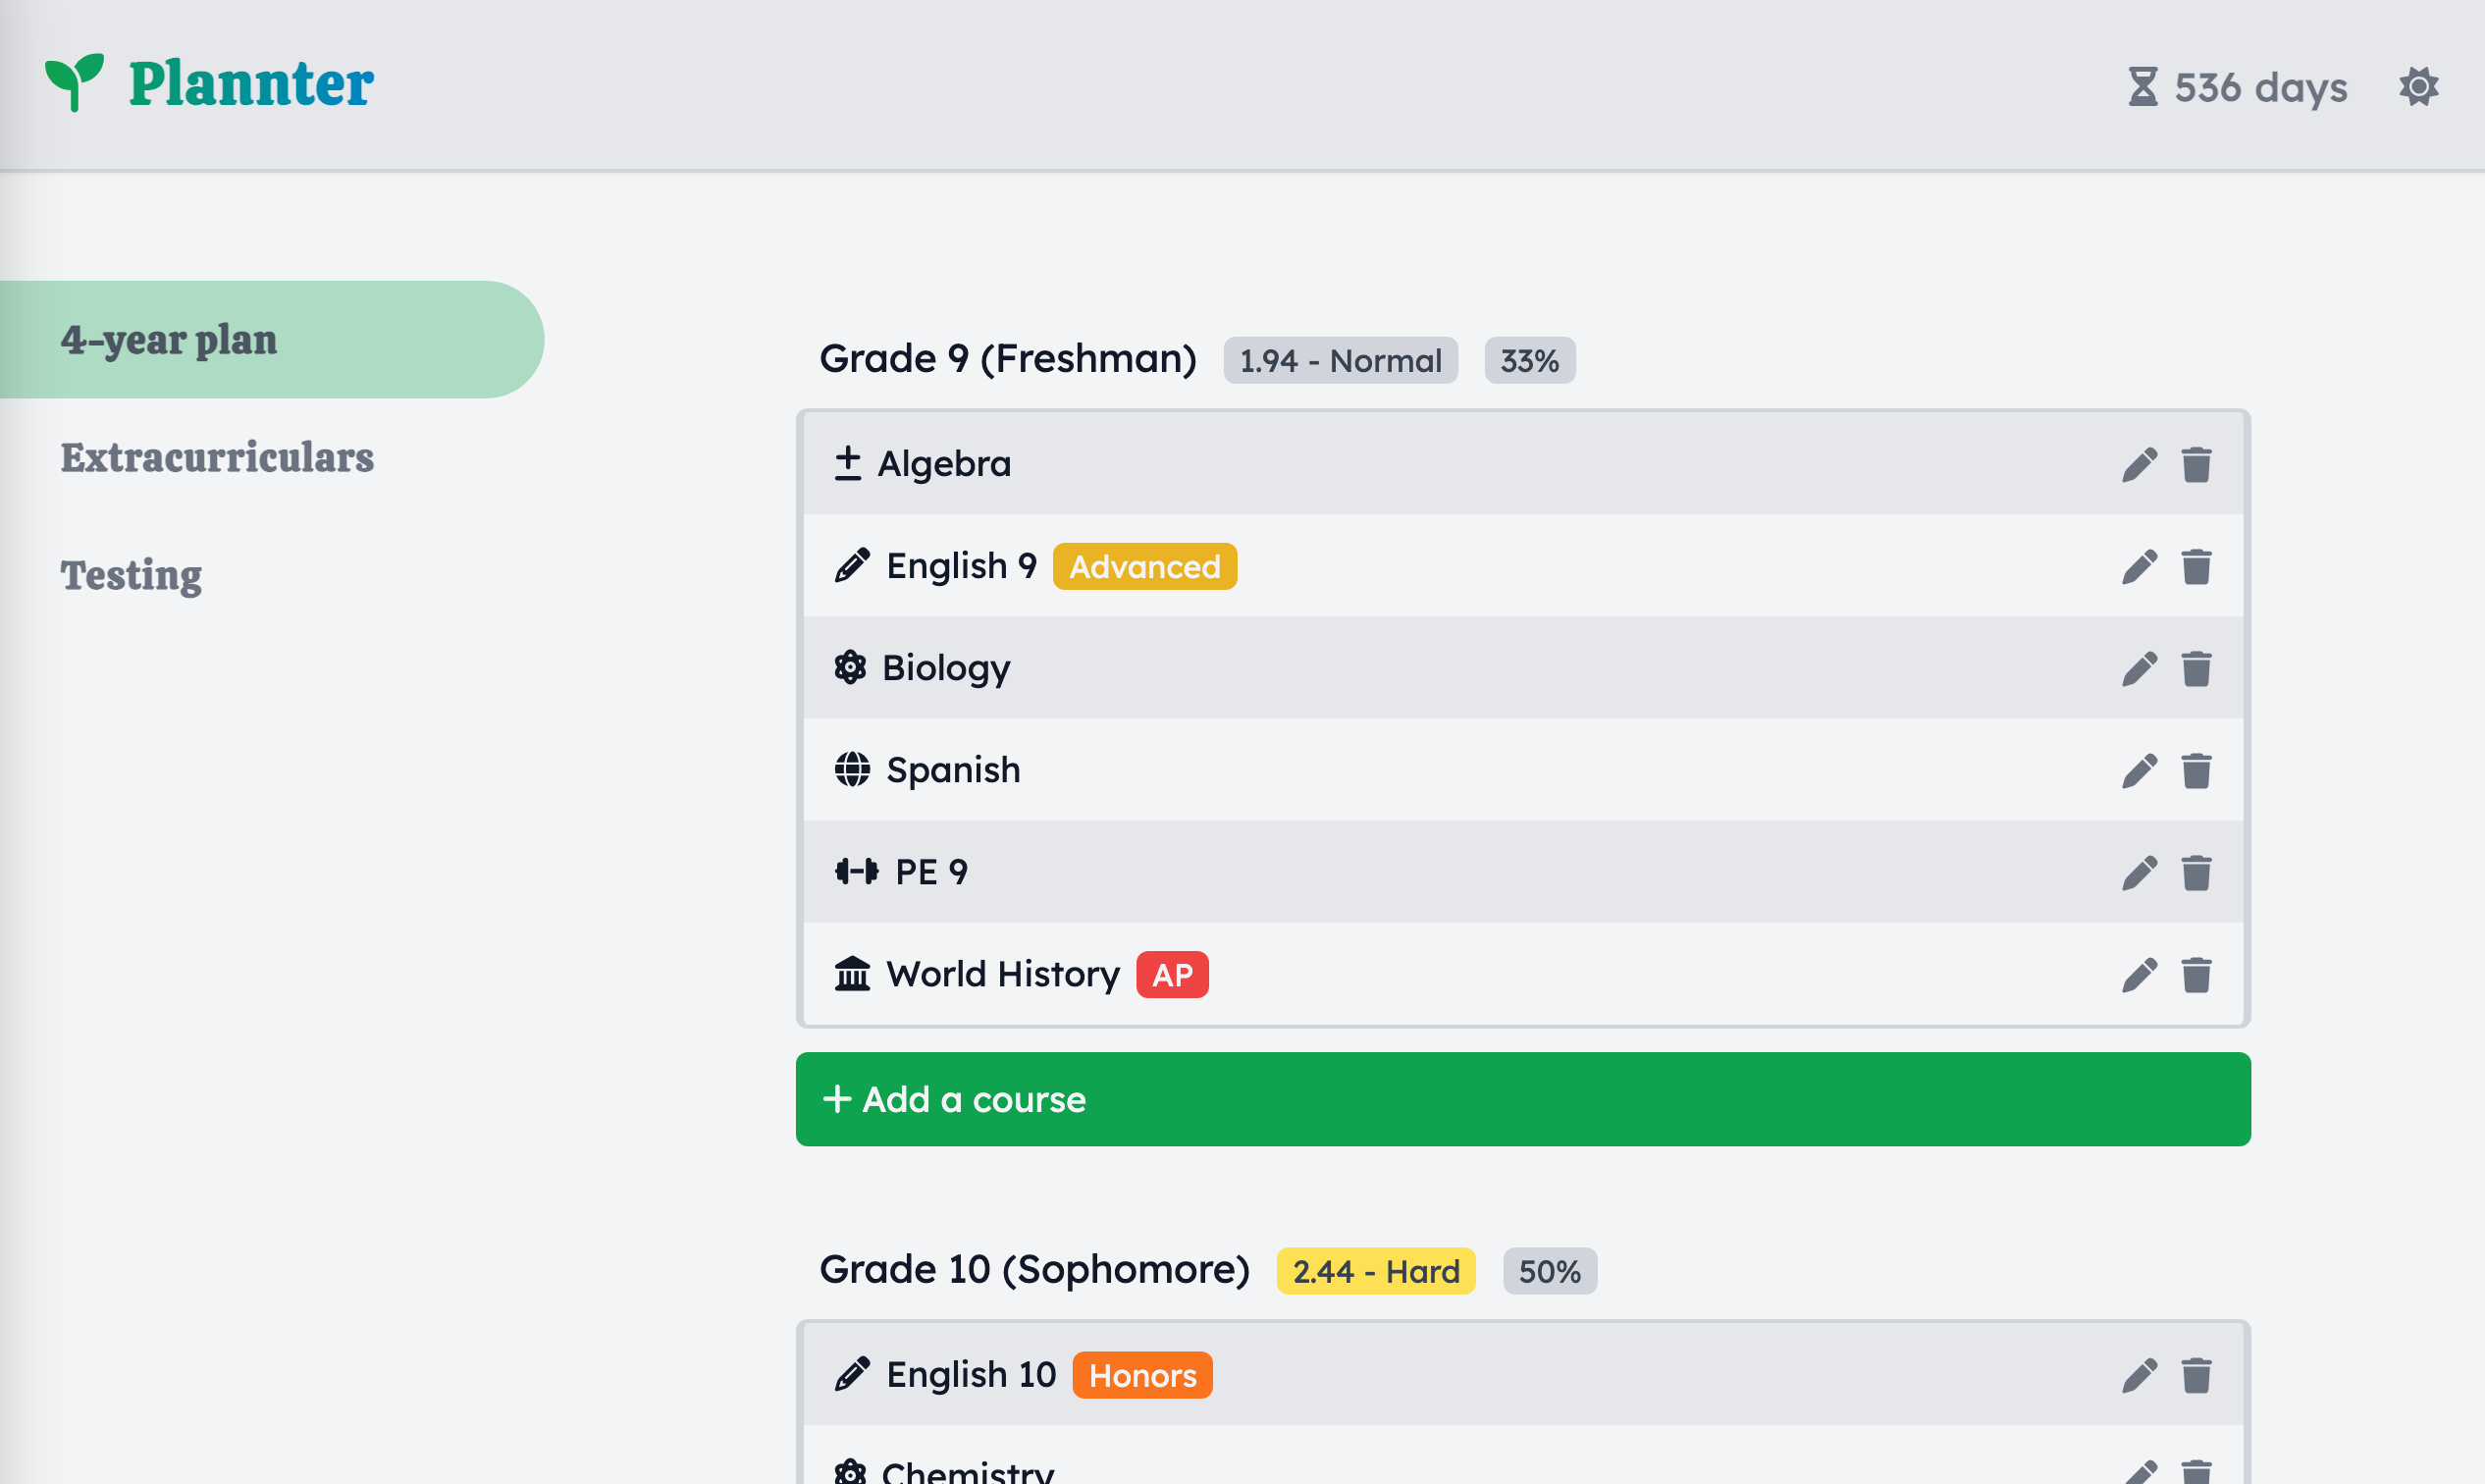 Plannter
536 days
4-year plan
Extracurriculars
Testing
Grade 9 (Freshman) 1.94 - Normal 33%
Algebra
English 9 Advanced
Biology
Spanish
PE 9
World History AP
+ Add a course
Grade 10 (Sophomore) 2.44 - Hard 50%
English 10 Honors
Chemistry